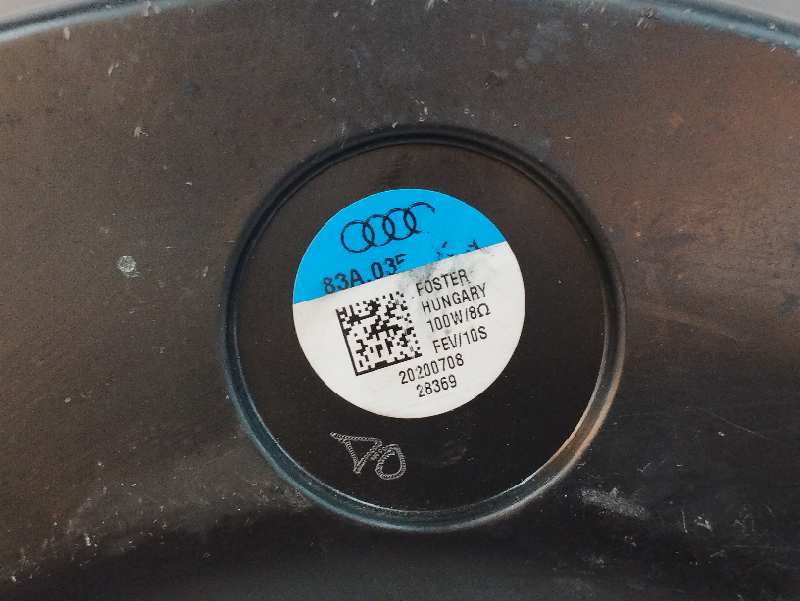 83A.035
FOSTER
HUNGARY
100W/8Ω
FEV/10S
20200708
28369